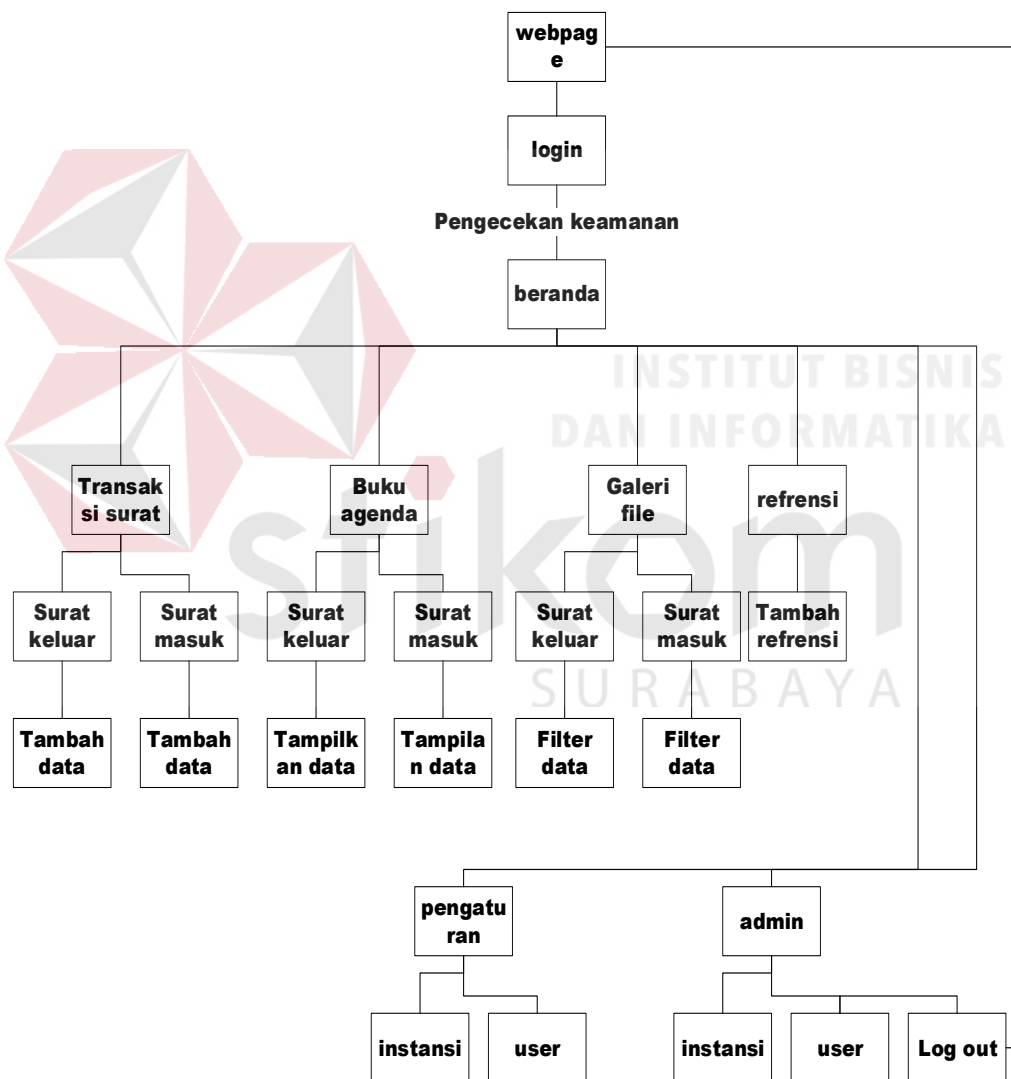 webpag
e
login
Pengecekan keamanan
beranda
INSTITUT BISNIS
DAN INFORMATIKA
Transak
si surat
Buku
agenda
Galeri
file
refrensi
stikom
SURABAYA
Surat
keluar
Surat
masuk
Surat
keluar
Surat
masuk
Surat
keluar
Surat
masuk
Tambah
refrensi
Tambah
data
Tambah
data
Tampilk
an data
Tampila
n data
Filter
data
Filter
data
pengatu
ran
admin
instansi
user
instansi
user
Log out